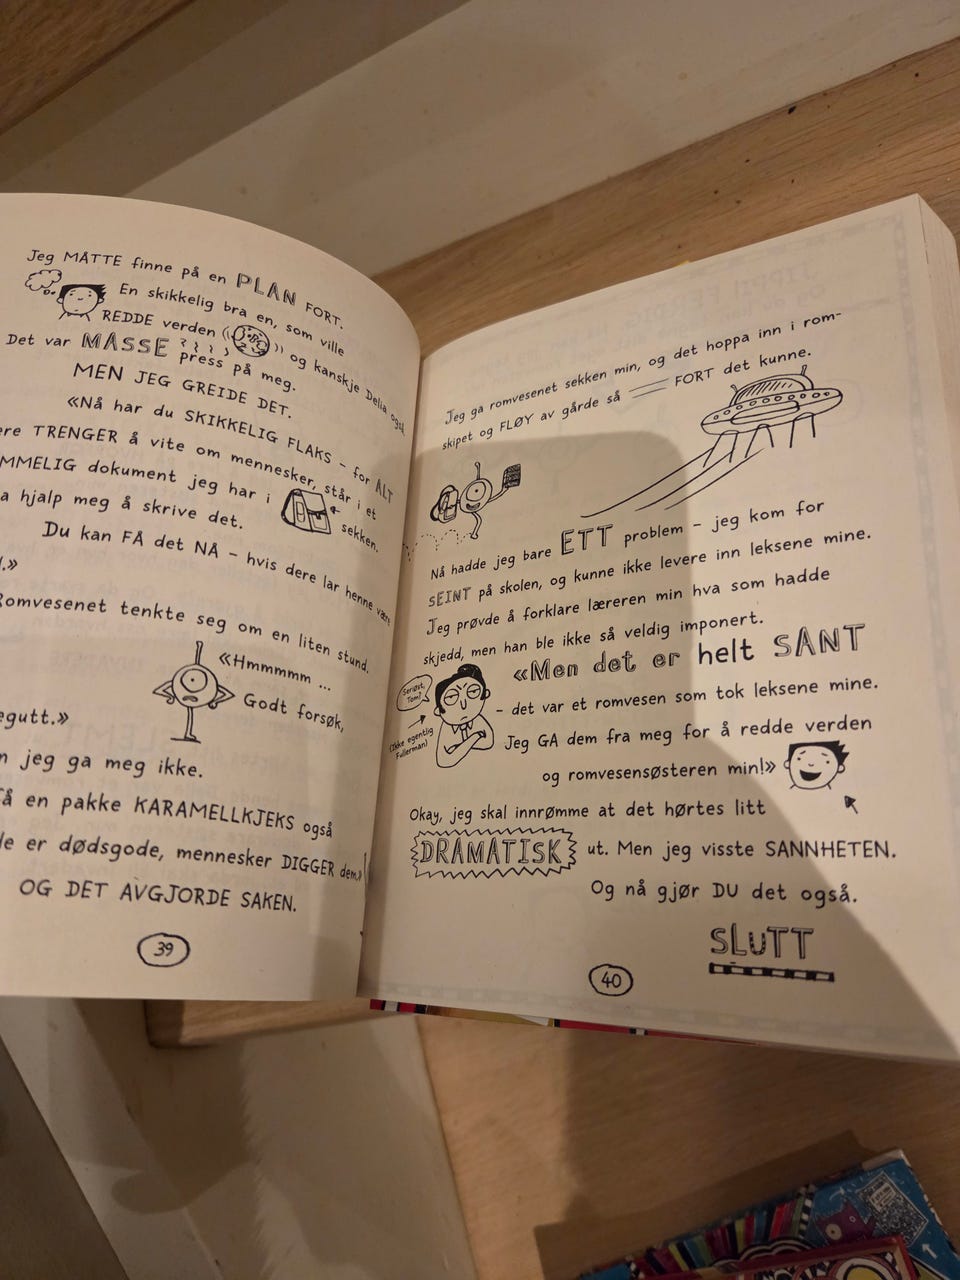 Jeg MÅTTE finne på en PLAN FORT.
En skikkelig bra en, som ville
REDDE verden og kanskje Delia også.
Det var MASSE press på meg.
MEN JEG GREIDE DET.
«Nå har du SKIKKELIG FLAKS – for ALT
TRENGER å vite om mennesker, står i et
dokument jeg har i sekken.
hjalp meg å skrive det.
Du kan FÅ det NÅ – hvis dere lar henne være
Romvesenet tenkte seg om en liten stund.
«Hmmmmm ...
Godt forsøk,
jeg ga meg ikke.
en pakke KARAMELLKJEKS også
er dødsgode, mennesker DIGGER dem.»
OG DET AVGJORDE SAKEN.
39
Jeg ga romvesenet sekken min, og det hoppa inn i rom-
skipet og FLØY av gårde så FORT det kunne.
Nå hadde jeg bare ETT problem – jeg kom for
SEINT på skolen, og kunne ikke levere inn leksene mine.
Jeg prøvde å forklare læreren min hva som hadde
skjedd, men han ble ikke så veldig imponert.
«Men det er helt SANT
Seriøst, Tom?
– det var et romvesen som tok leksene mine.
(Ikke egentlig
Fullerman)
Jeg GA dem fra meg for å redde verden
og romvesensøsteren min!»
Okay, jeg skal innrømme at det hørtes litt
DRAMATISK ut. Men jeg visste SANNHETEN.
Og nå gjør DU det også.
SLUTT
40